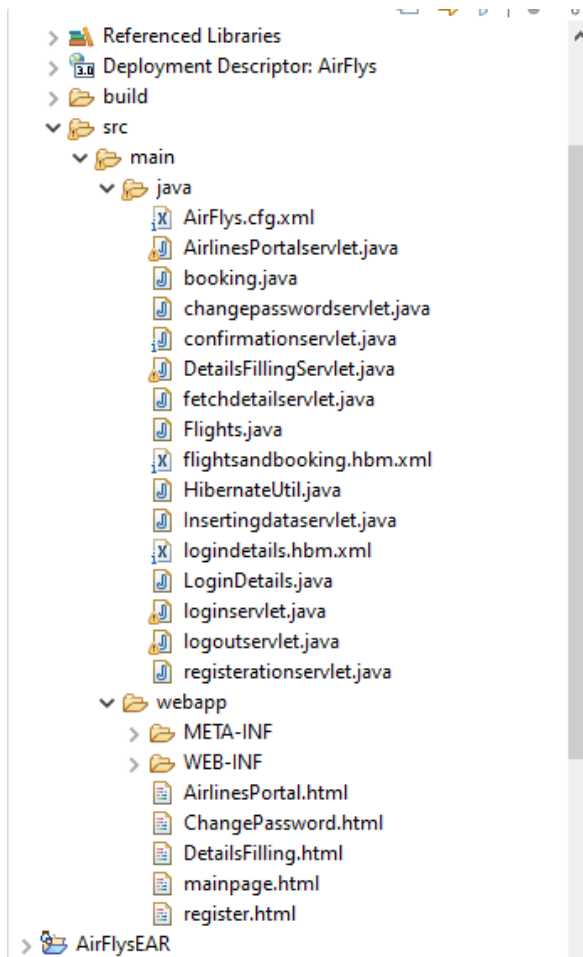 Referenced Libraries
3.0 Deployment Descriptor: AirFlys
build
src
main
java
AirFlys.cfg.xml
AirlinesPortalservlet.java
booking.java
changepasswordservlet.java
confirmationservlet.java
DetailsFillingServlet.java
fetchdetailservlet.java
Flights.java
flightsandbooking.hbm.xml
HibernateUtil.java
Insertingdataservlet.java
logindetails.hbm.xml
LoginDetails.java
loginservlet.java
logoutservlet.java
registerationservlet.java
webapp
META-INF
WEB-INF
AirlinesPortal.html
ChangePassword.html
DetailsFilling.html
mainpage.html
register.html
AirFlysEAR